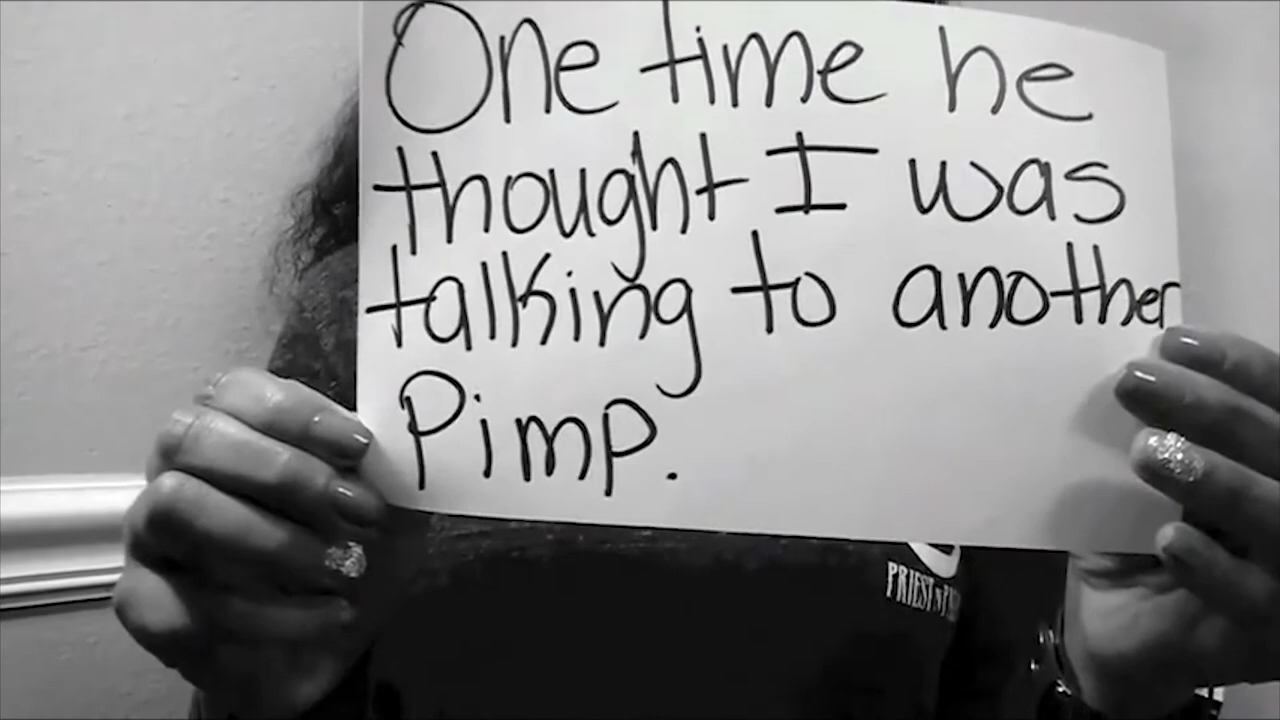 One time he
thought I was
talking to another
Pimp.
PRIEST